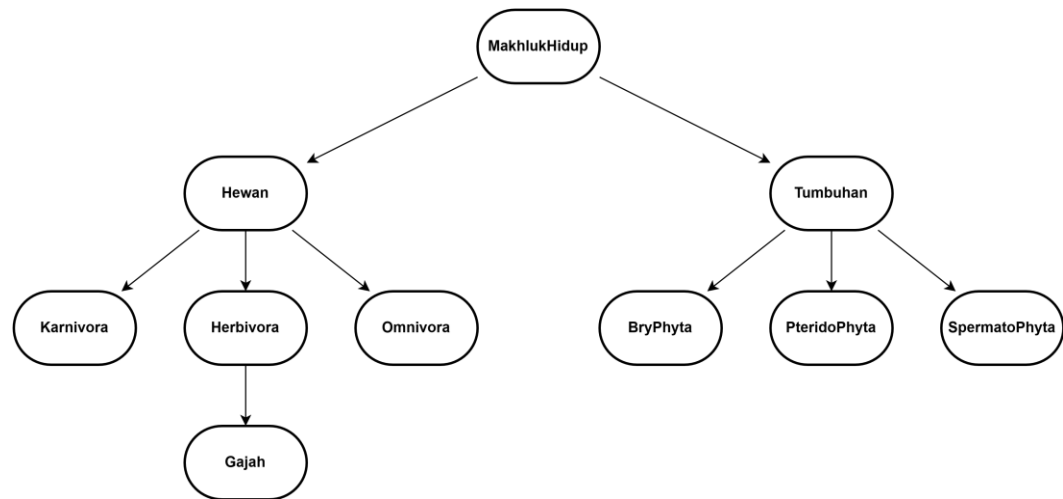 MakhlukHidup
Hewan
Tumbuhan
Karnivora
Herbivora
Omnivora
BryPhyta
PteridoPhyta
SpermatoPhyta
Gajah